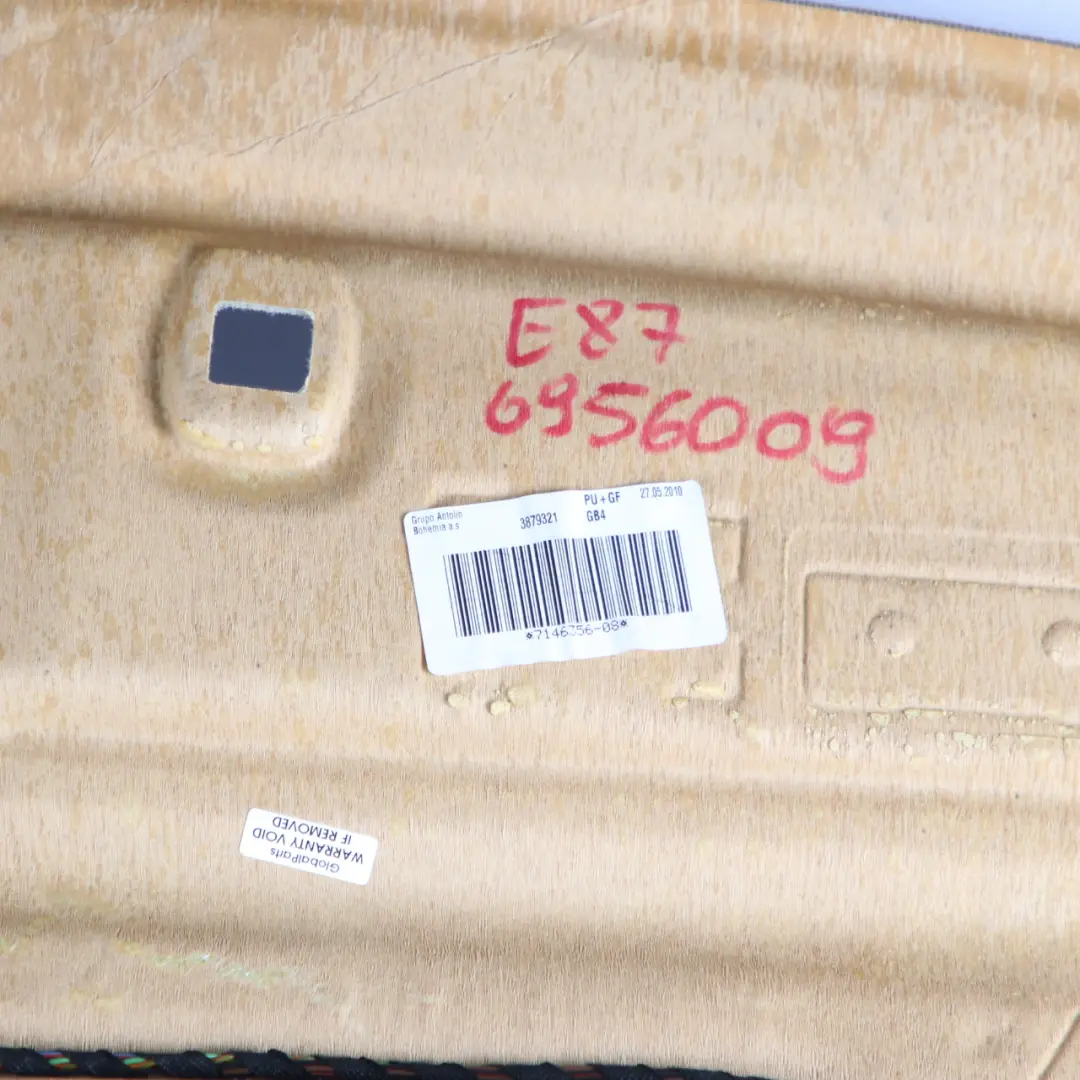 E87
6956009
Grupo Antolin
Bohemia a.s
3879321
PU+GF
GB4
27.05.2010
*7146356-08*
GlobalParts
WARRANTY VOID
IF REMOVED